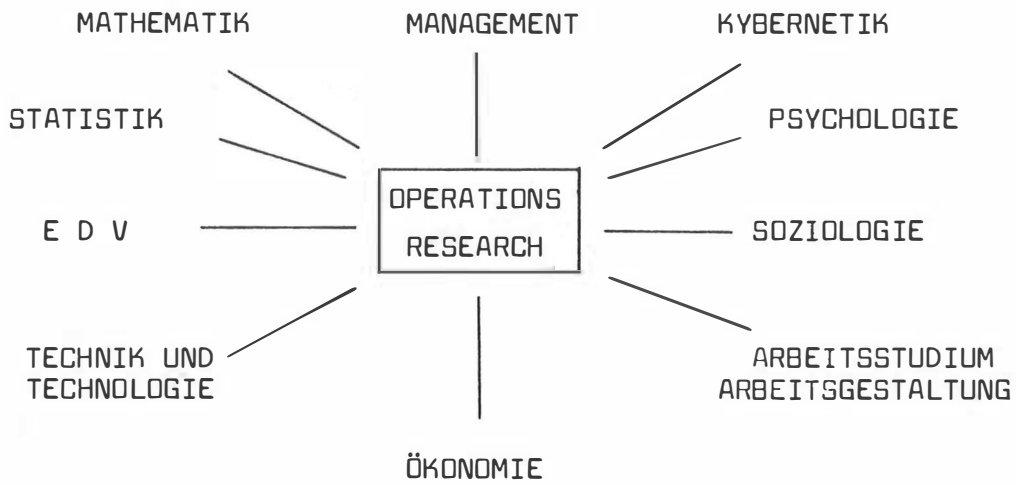 MATHEMATIK MANAGEMENT KYBERNETIK
STATISTIK PSYCHOLOGIE
OPERATIONS
RESEARCH
E D V SOZIOLOGIE
TECHNIK UND
TECHNOLOGIE
ARBEITSSTUDIUM
ARBEITSGESTALTUNG
ÖKONOMIE